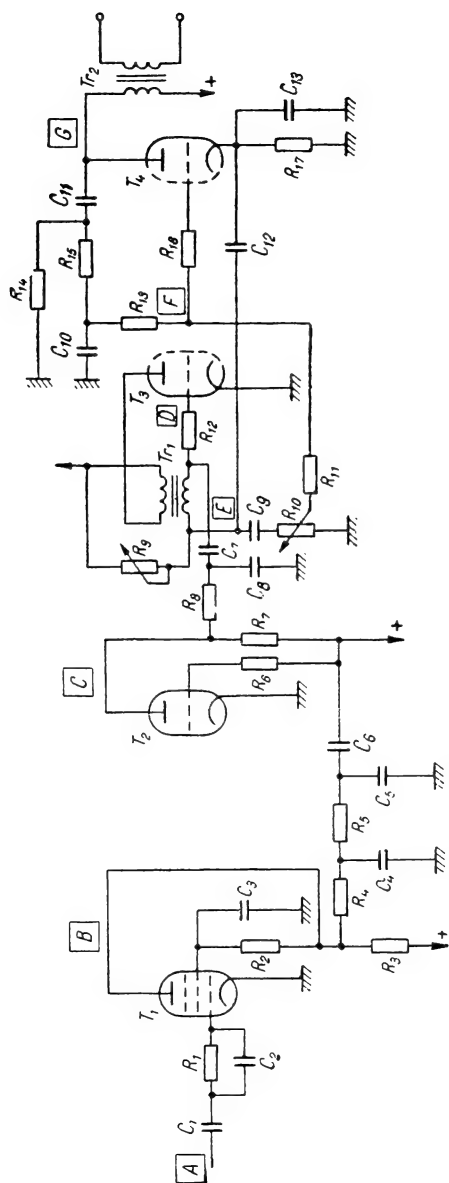 A
C1
R1
C2
T1
B
C3
R2
R3
+
R4
C4
R5
C5
C6
T2
C
R6
R7
+
R8
C8
C7
R9
Tr1
E
C9
R10
R11
D
R12
T3
C10
R13
F
R14
R15
C11
R18
G
T4
C12
R17
C13
Tr2
+